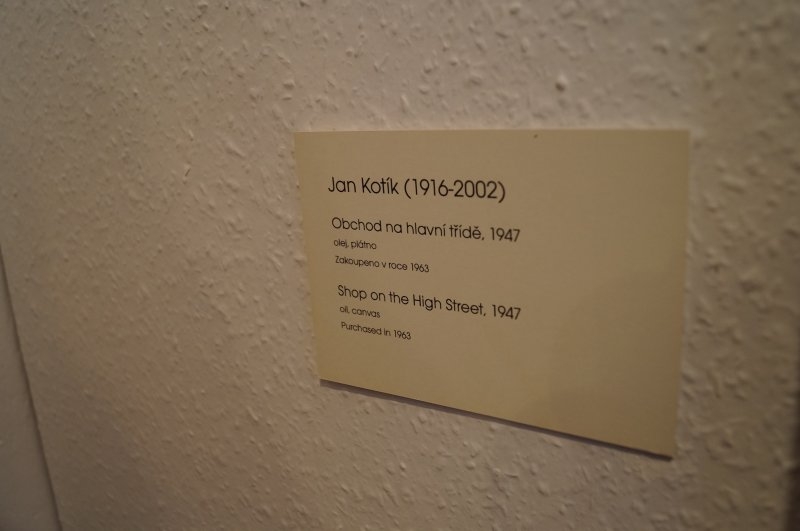 Jan Kotík (1916-2002)
Obchod na hlavní třídě, 1947
olej, plátno
Zakoupeno v roce 1963
Shop on the High Street, 1947
oil, canvas
Purchased in 1963